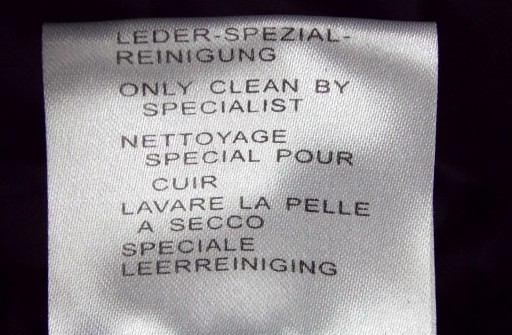 LEDER-SPEZIAL-
REINIGUNG
ONLY CLEAN BY
SPECIALIST
NETTOYAGE
SPECIAL POUR
CUIR
LAVARE LA PELLE
A SECCO
SPECIALE
LEERREINIGING